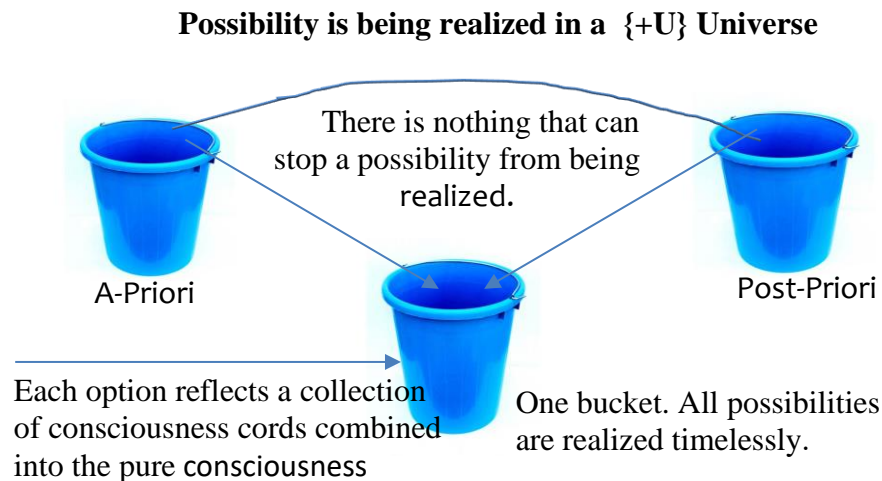 Possibility is being realized in a {+U} Universe
There is nothing that can
stop a possibility from being
realized.
A-Priori
Post-Priori
Each option reflects a collection
of consciousness cords combined
into the pure consciousness
One bucket. All possibilities
are realized timelessly.